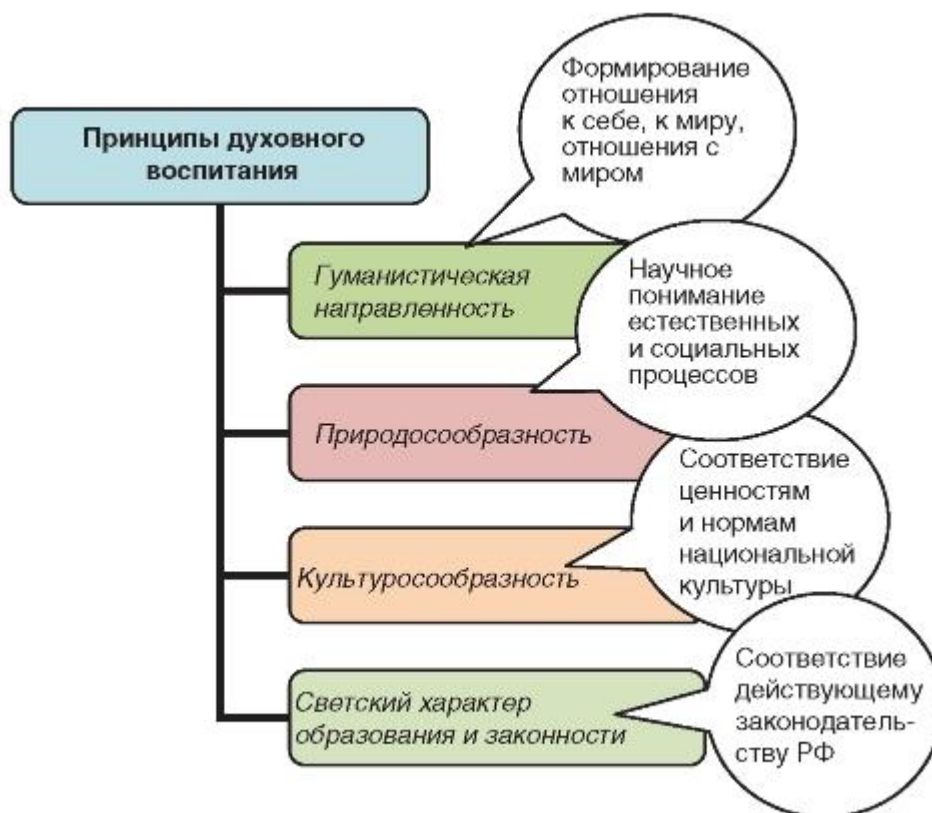 Принципы духовного
воспитания
Формирование
отношения
к себе, к миру,
отношения с
миром
Гуманистическая
направленность
Научное
понимание
естественных
и социальных
процессов
Природосообразность
Соответствие
ценностям
и нормам
национальной
культуры
Культуросообразность
Соответствие
действующему
законодатель-
ству РФ
Светский характер
образования и законности